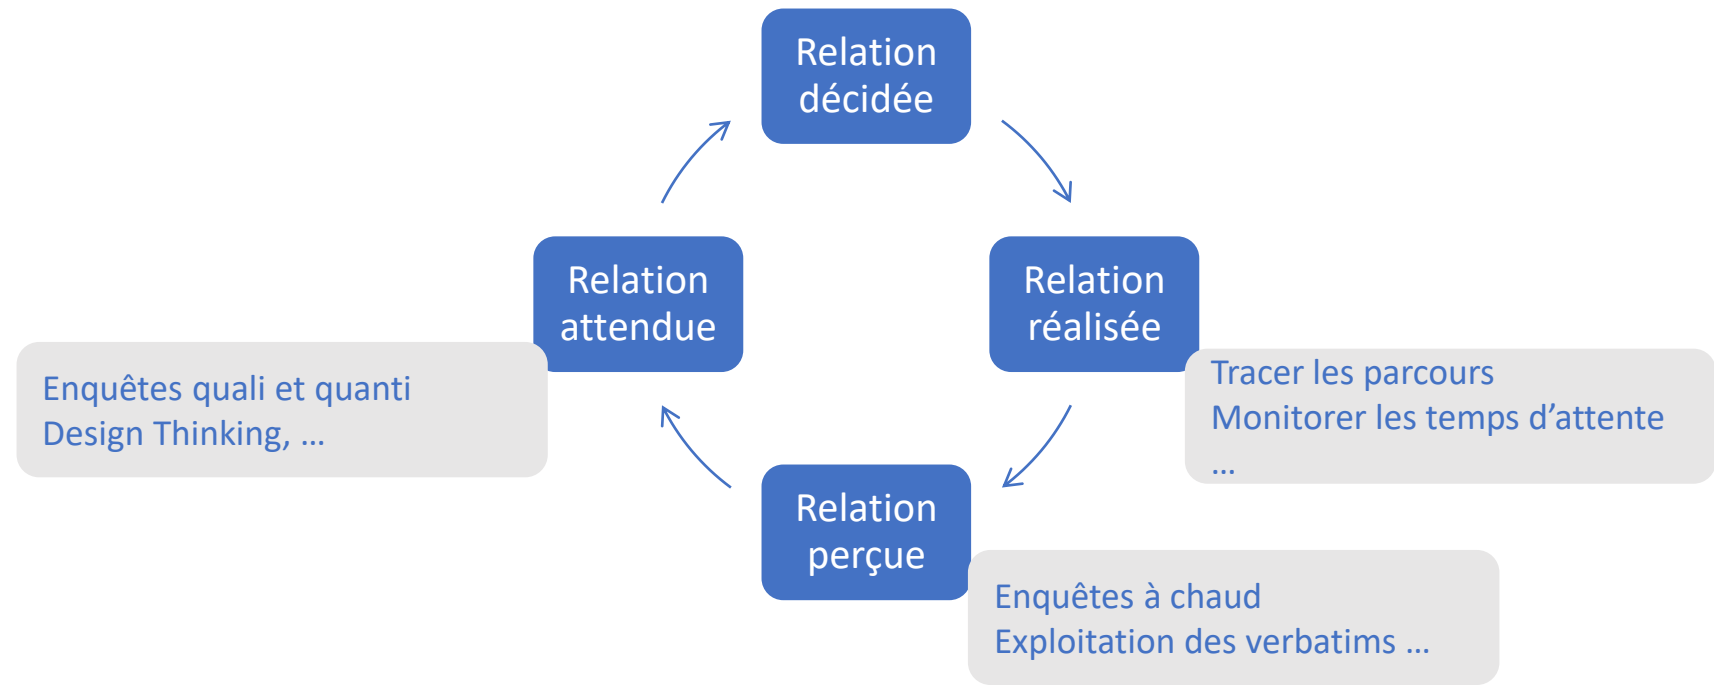 Relation
décidée
Relation
attendue
Relation
réalisée
Enquêtes quali et quanti
Design Thinking, …
Tracer les parcours
Monitorer les temps d’attente
…
Relation
perçue
Enquêtes à chaud
Exploitation des verbatims …